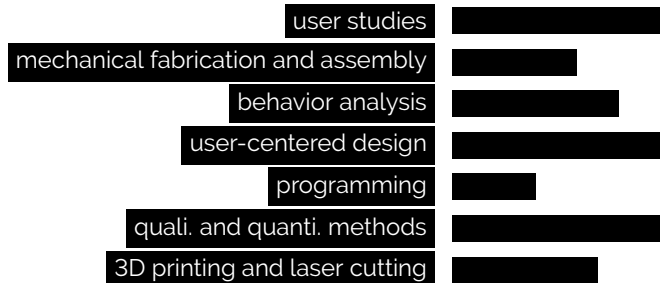 user studies
mechanical fabrication and assembly
behavior analysis
user-centered design
programming
quali. and quanti. methods
3D printing and laser cutting